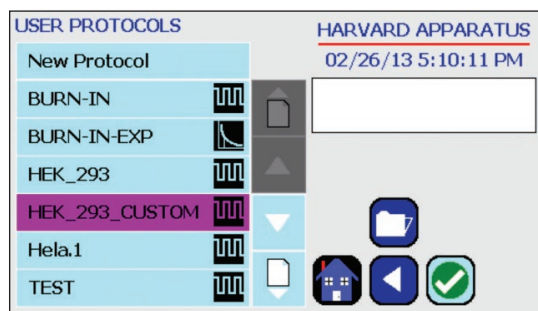 USER PROTOCOLS
New Protocol
BURN-IN
BURN-IN-EXP
HEK_293
HEK_293_CUSTOM
Hela.1
TEST
HARVARD APPARATUS
02/26/13 5:10:11 PM